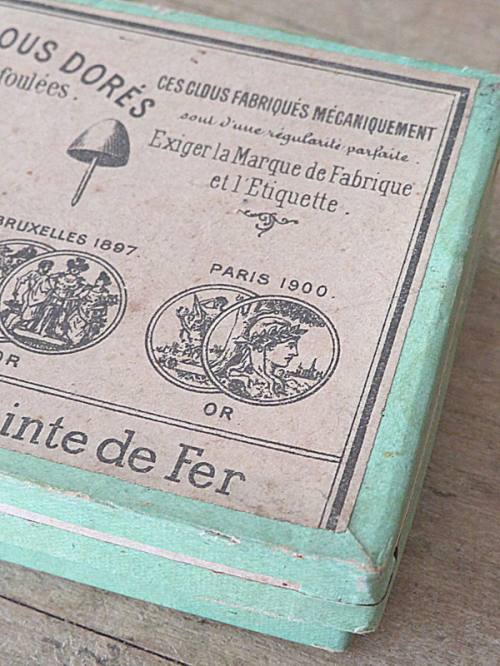 OUS DORÉS
foulées.
CES CLOUS FABRIQUÉS MÉCANIQUEMENT
sont d'une régularité parfaite.
Exiger la Marque de Fabrique
et l'Etiquette.
BRUXELLES 1897.
PARIS 1900.
OR
OR
inte de Fer